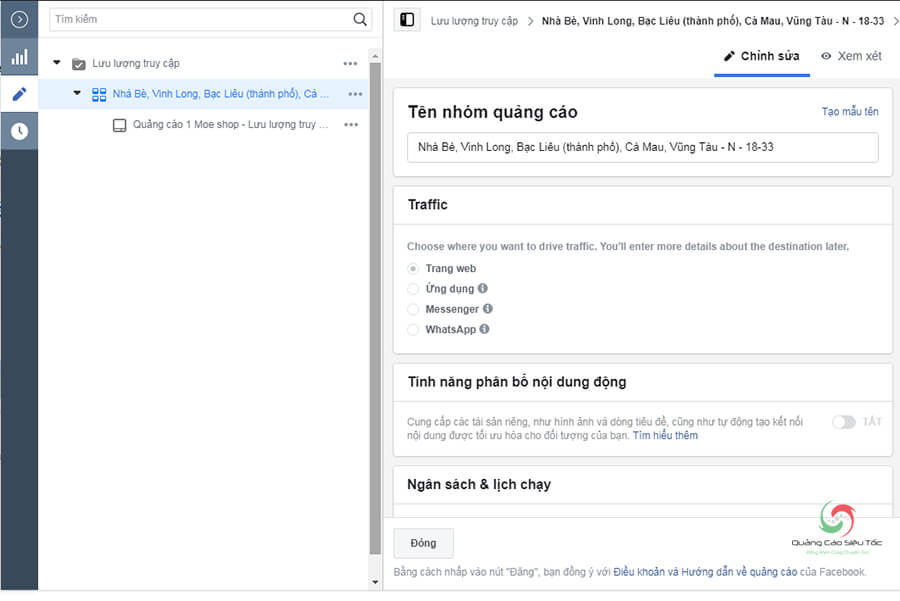 Tìm kiếm
Lưu lượng truy cập
Nhà Bè, Vinh Long, Bạc Liêu (thành phố), Cà ...
Quảng cáo 1 Moe shop - Lưu lượng truy ...
Lưu lượng truy cập > Nhà Bè, Vinh Long, Bạc Liêu (thành phố), Cà Mau, Vũng Tàu - N - 18-33
Chỉnh sửa
Xem xét
Tên nhóm quảng cáo
Tạo mẫu tên
Nhà Bè, Vinh Long, Bạc Liêu (thành phố), Cà Mau, Vũng Tàu - N - 18-33
Traffic
Choose where you want to drive traffic. You'll enter more details about the destination later.
Trang web
Ứng dụng
Messenger
WhatsApp
Tính năng phân bổ nội dung động
Cung cấp các tài sản riêng, như hình ảnh và dòng tiêu đề, cũng như tự động tạo kết nối
nội dung được tối ưu hóa cho đối tượng của bạn. Tìm hiểu thêm
TẮT
Ngân sách & lịch chạy
Quảng Cáo Siêu Tốc
Đóng
Bằng cách nhấp vào nút "Đăng", bạn đồng ý với Điều khoản và Hướng dẫn về quảng cáo của Facebook.